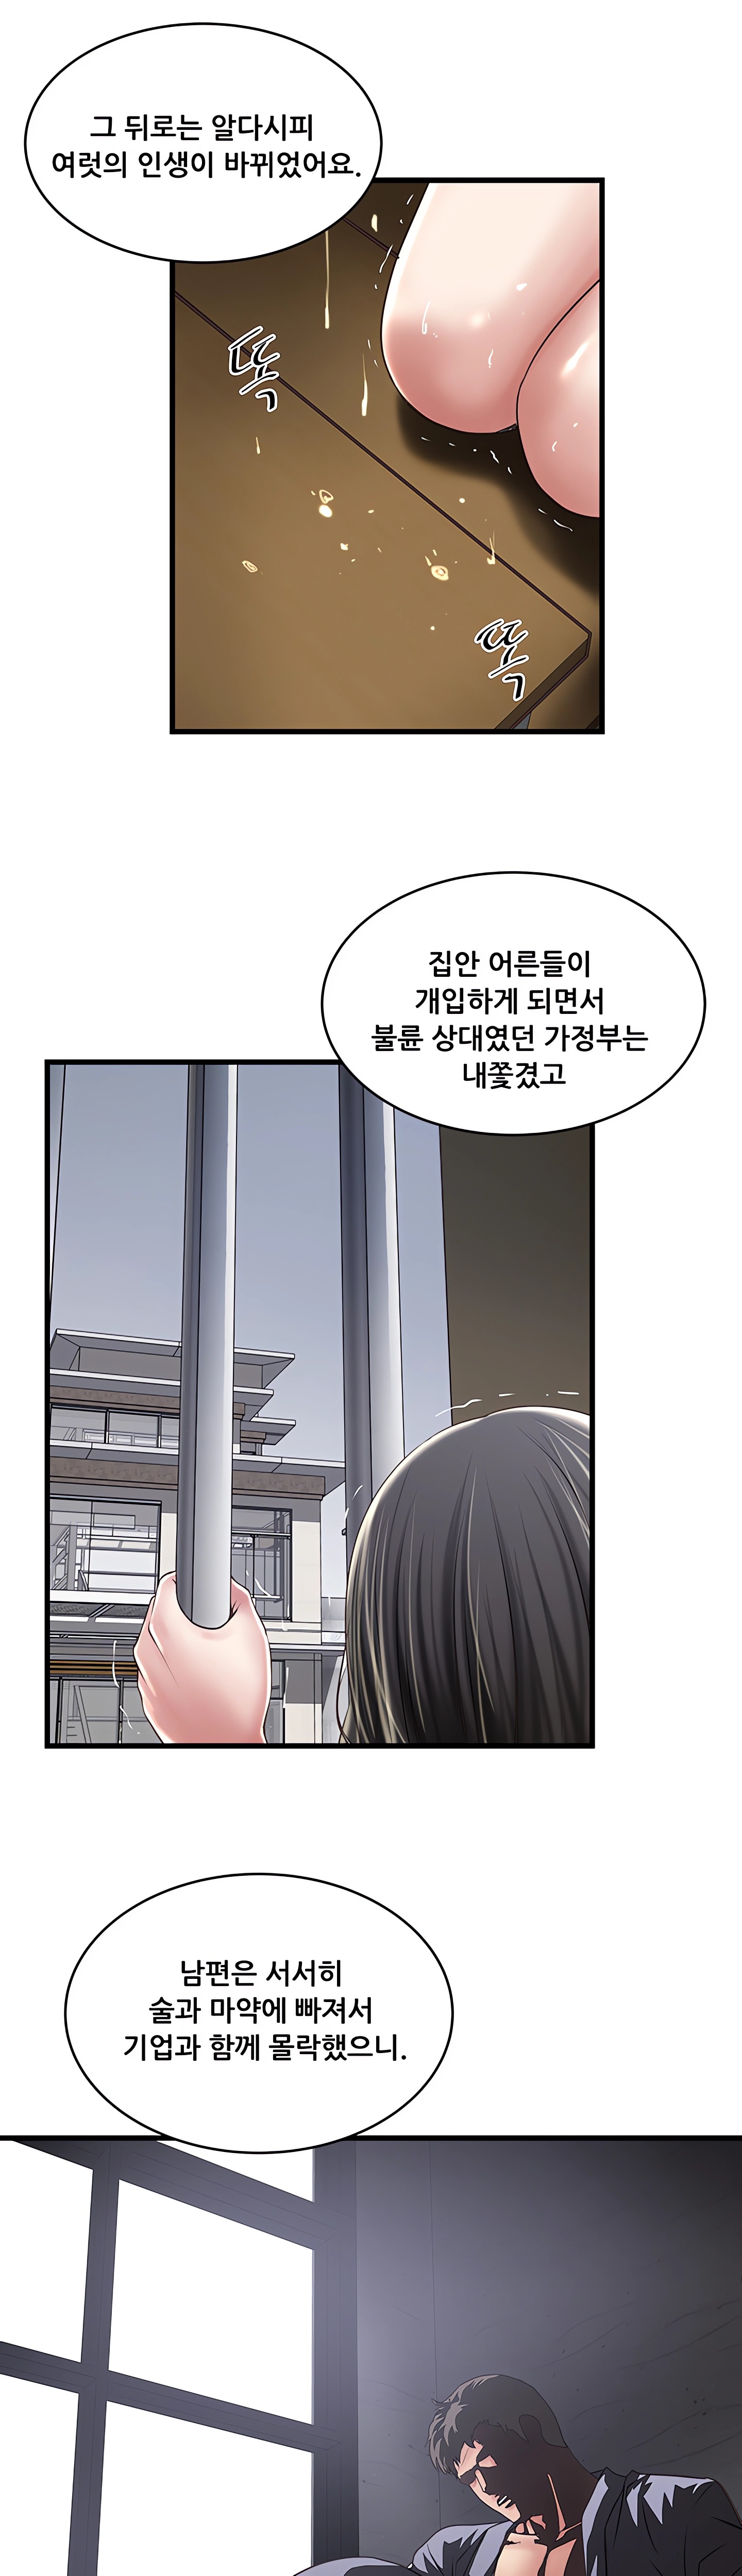 그 뒤로는 알다시피
여럿의 인생이 바뀌었어요.
똑
똑
집안 어른들이
개입하게 되면서
불륜 상대였던 가정부는
내쫓겼고
남편은 서서히
술과 마약에 빠져서
기업과 함께 몰락했으니.